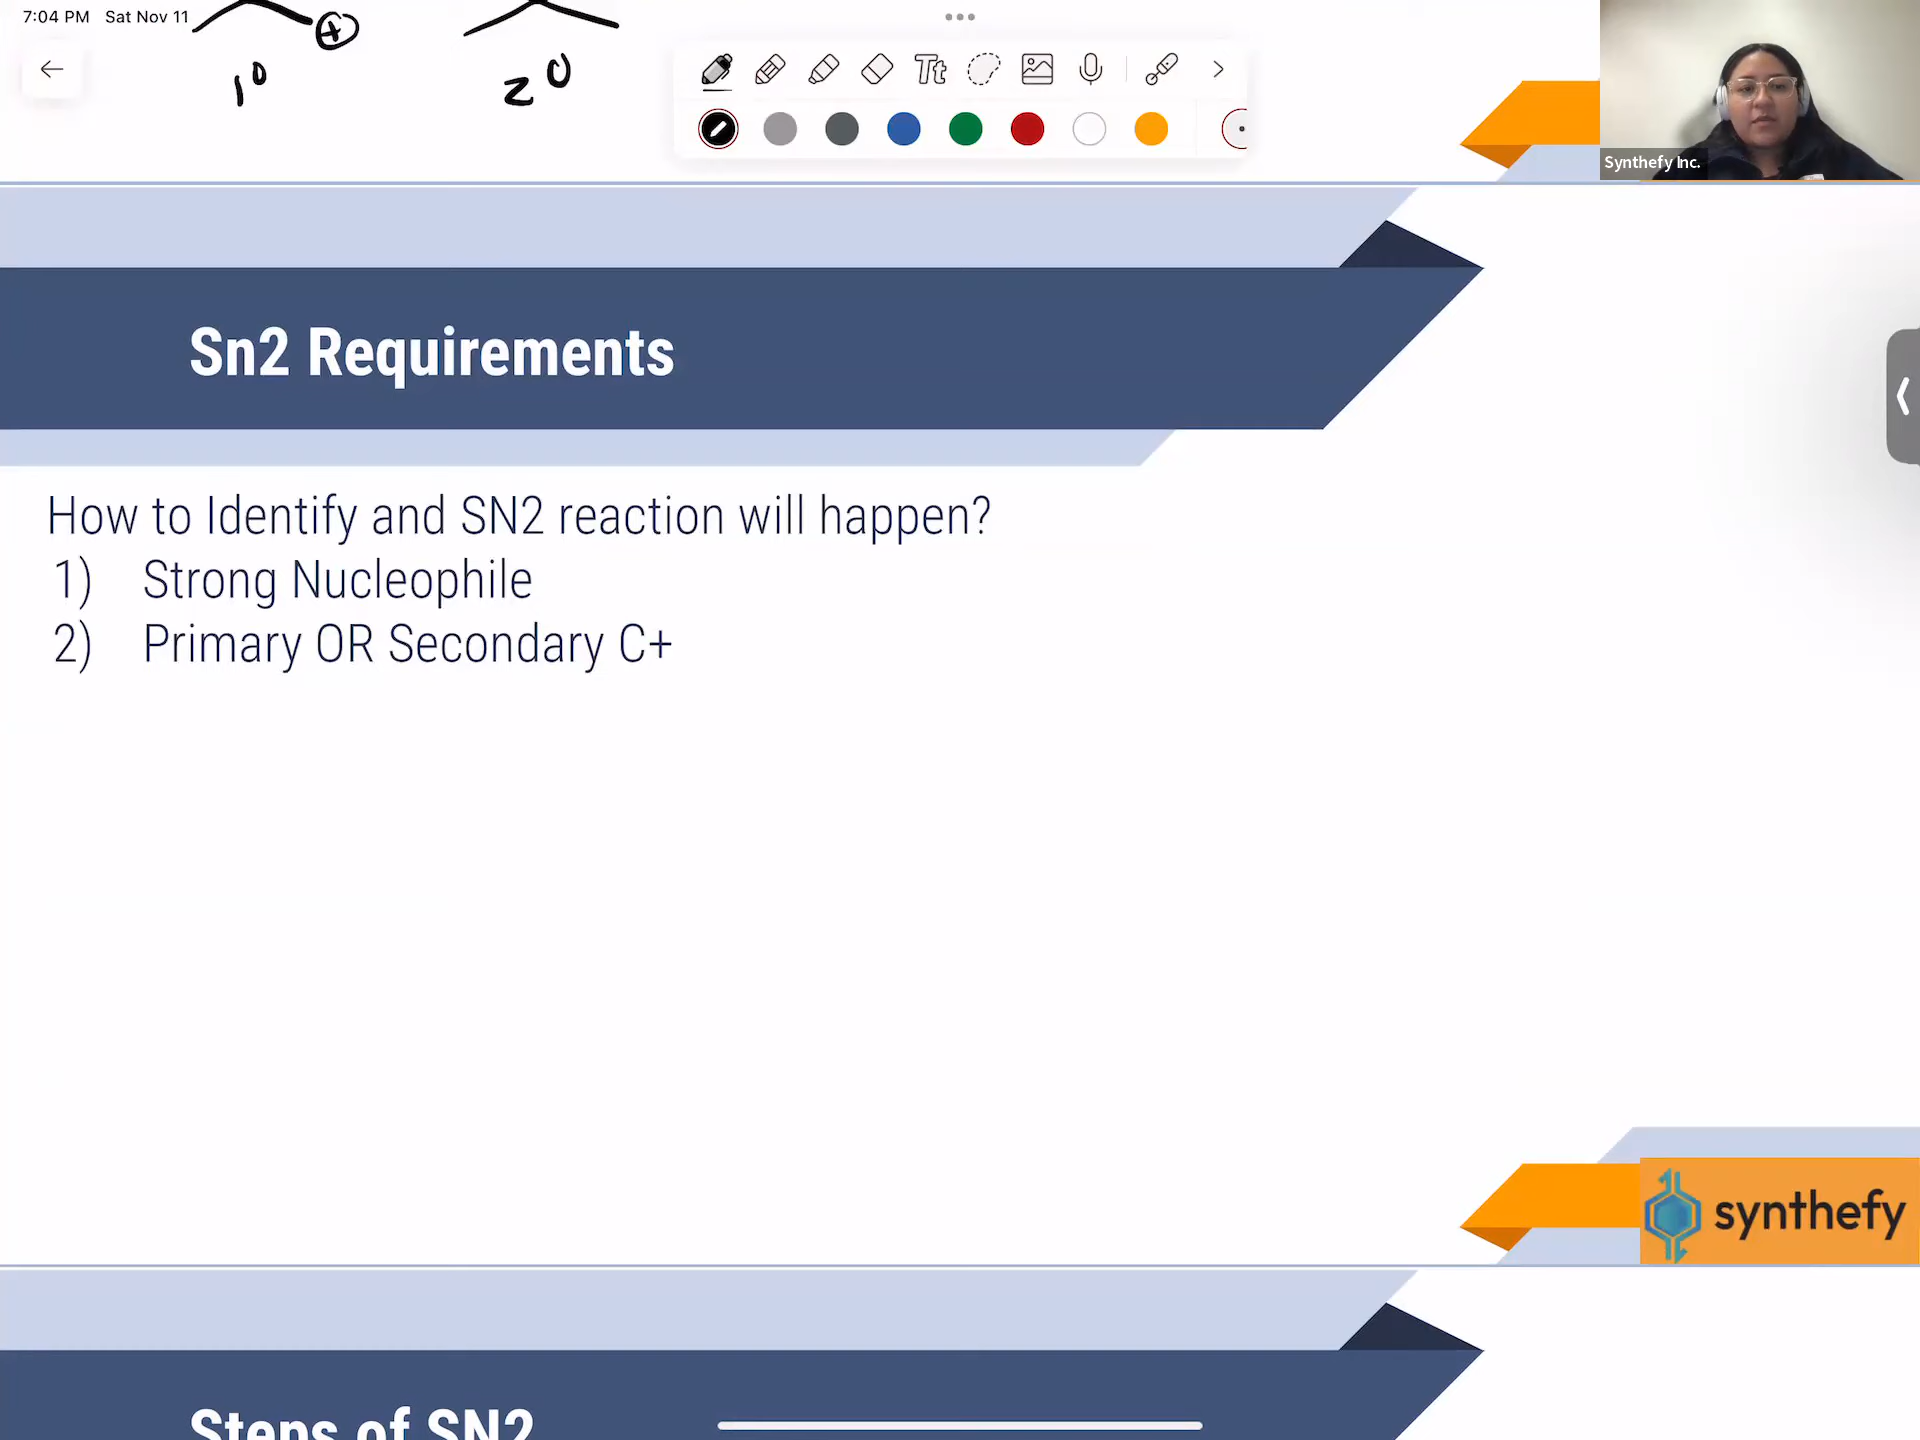 7:04 PM Sat Nov 11
1° 2°
Tt
Synthefy Inc.
Sn2 Requirements
How to Identify and SN2 reaction will happen?
1) Strong Nucleophile
2) Primary OR Secondary C+
synthefy
Steps of SN2